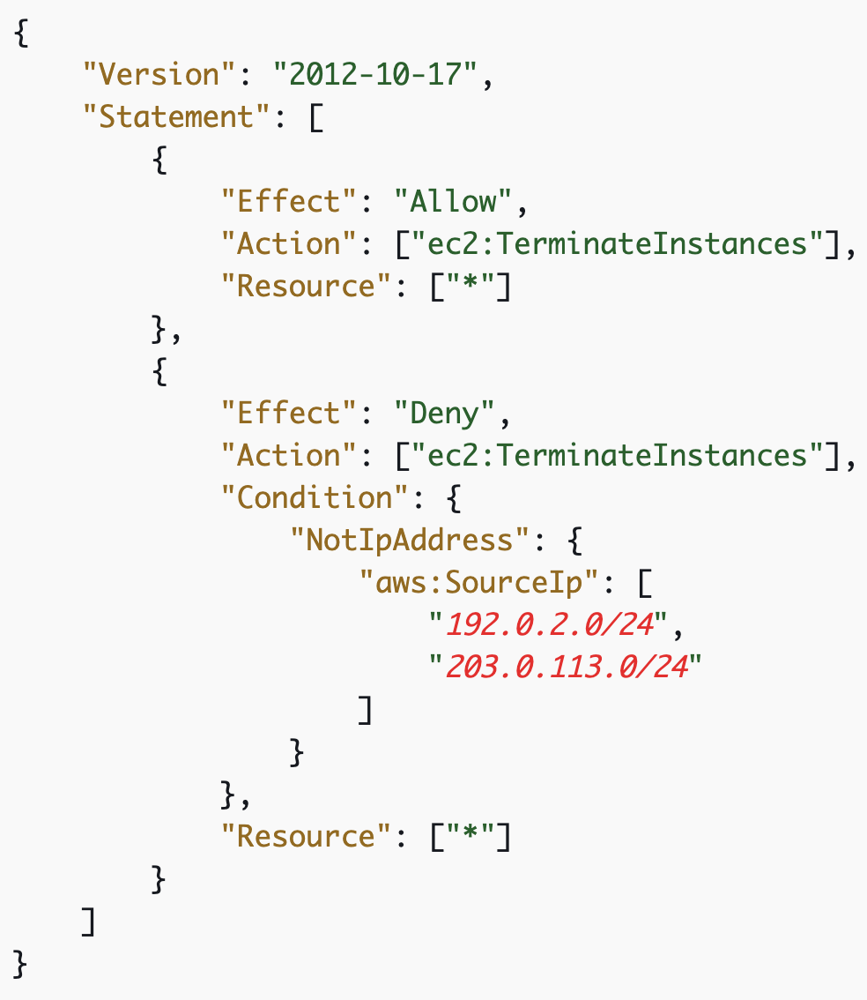 {
    "Version": "2012-10-17",
    "Statement": [
        {
            "Effect": "Allow",
            "Action": ["ec2:TerminateInstances"],
            "Resource": ["*"]
        },
        {
            "Effect": "Deny",
            "Action": ["ec2:TerminateInstances"],
            "Condition": {
                "NotIpAddress": {
                    "aws:SourceIp": [
                        "192.0.2.0/24",
                        "203.0.113.0/24"
                    ]
                }
            },
            "Resource": ["*"]
        }
    ]
}